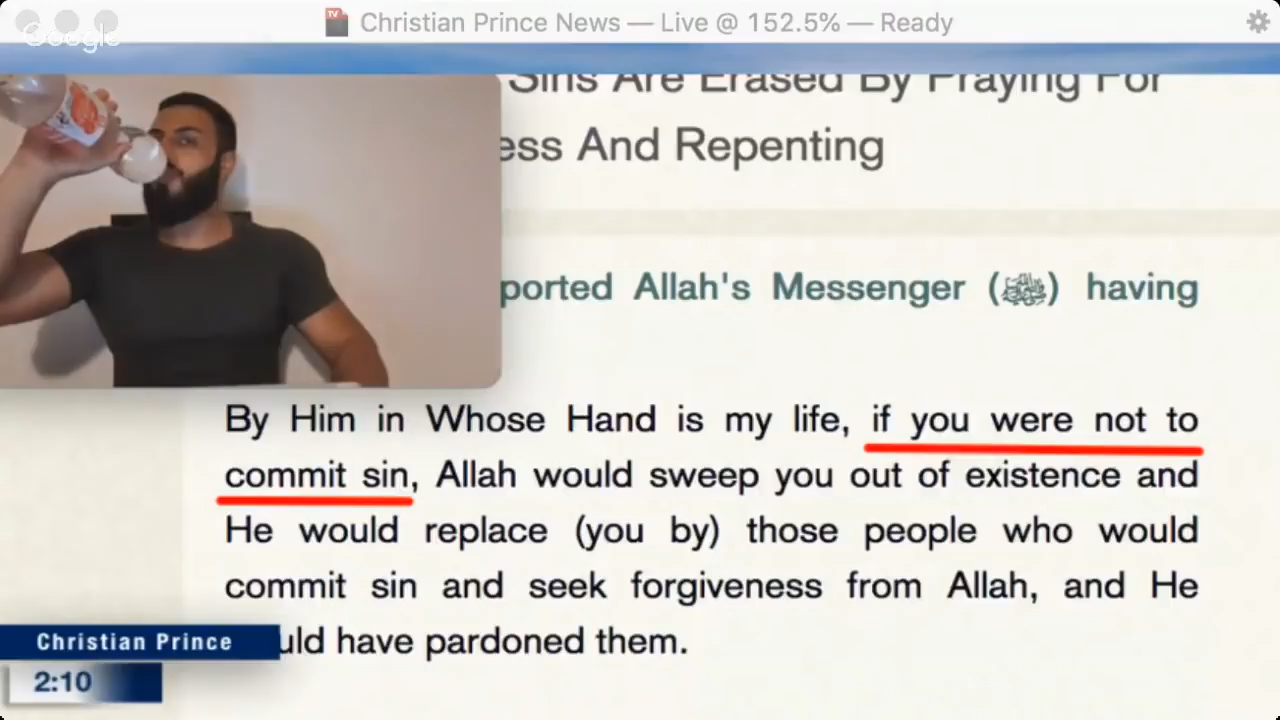 Christian Prince News — Live @ 152.5% — Ready
Google
Sins Are Erased By Praying For
ess And Repenting
ported Allah's Messenger (ﷺ) having
By Him in Whose Hand is my life, if you were not to
commit sin, Allah would sweep you out of existence and
He would replace (you by) those people who would
commit sin and seek forgiveness from Allah, and He
uld have pardoned them.
Christian Prince
2:10